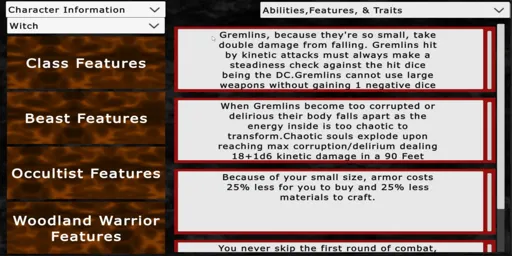 Character Information
Abilities,Features, & Traits
Witch
Class Features
Beast Features
Occultist Features
Woodland Warrior
Features
Gremlins, because they're so small, take
double damage from falling. Gremlins hit
by kinetic attacks must always make a
steadiness check against the hit dice
being the DC.Gremlins cannot use large
weapons without gaining 1 negative dice
When Gremlins become too corrupted or
delirious their body falls apart as the
energy inside is too chaotic to
transform.Chaotic souls explode upon
reaching max corruption/delirium dealing
18+1d6 kinetic damage in a 90 Feet
Because of your small size, armor costs
25% less for you to buy and 25% less
materials to craft.
You never skip the first round of combat,